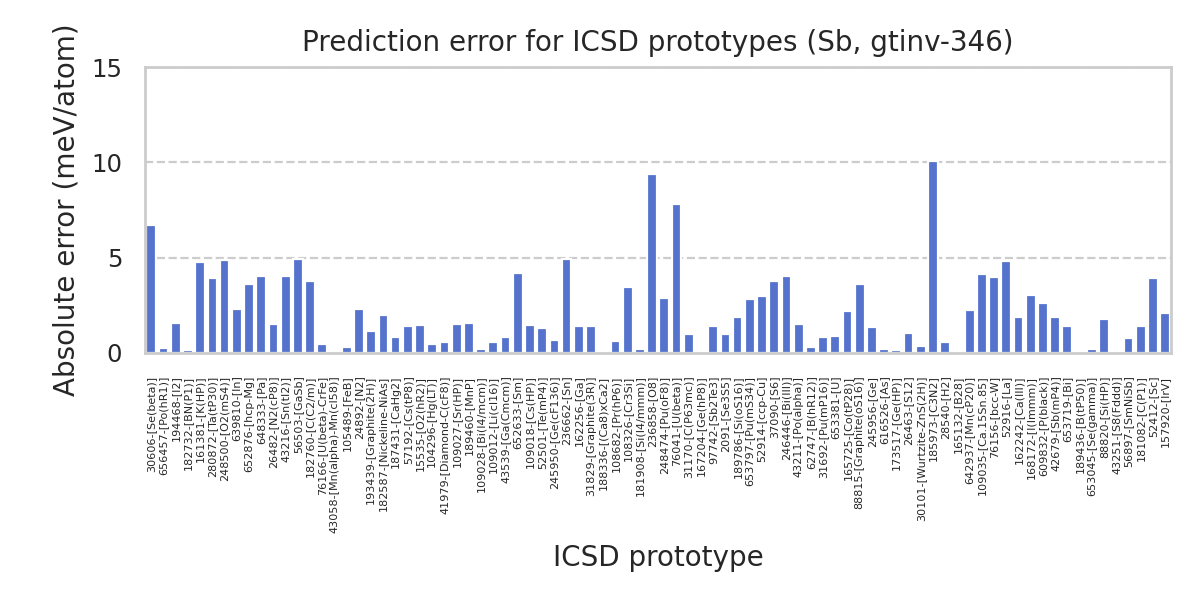 Prediction error for ICSD prototypes (Sb, gtinv-346)
Absolute error (meV/atom)
15
10
5
0
30606-[Se(beta)]
656457-[Po(hR1)]
194468-[I2]
182732-[BN(P1)]
161381-[K(HP)]
280872-[Ta(tP30)]
248500-[O2(mS4)]
639810-[In]
652876-[hcp-Mg]
64833-[Pa]
26482-[N2(cP8)]
43216-[Sn(tI2)]
56503-[GaSb]
182760-[C(C2/m)]
76166-[U(beta)-CrFe]
43058-[Mn(alpha)-Mn(cI58)]
105489-[FeB]
24892-[N2]
193439-[Graphite(2H)]
182587-[Nickeline-NiAs]
187431-[CaHg2]
57192-[Cs(tP8)]
15535-[O2(hR2)]
104296-[Hg(LT)]
41979-[Diamond-C(cF8)]
109027-[Sr(HP)]
189460-[MnP]
109028-[Bi(I4/mcm)]
109012-[Li(cI16)]
43539-[Ga(Cmcm)]
652633-[Sm]
109018-[Cs(HP)]
52501-[Te(mP4)]
245950-[Ge(cF136)]
236662-[Sn]
162256-[Ga]
31829-[Graphite(3R)]
188336-[(Ca8)xCa2]
108682-[Pr(hP6)]
108326-[Cr3Si]
181908-[Si(I4/mmm)]
236858-[O8]
248474-[Pu(oF8)]
76041-[U(beta)]
31170-[C(P63mc)]
167204-[Ge(hP8)]
97742-[Sb2Te3]
2091-[Se3S5]
189786-[Si(oS16)]
653797-[Pu(mS34)]
52914-[ccp-Cu]
37090-[S6]
246446-[Bi(III)]
43211-[Po(alpha)]
62747-[B(hR12)]
31692-[Pu(mP16)]
653381-[U]
165725-[Co(tP28)]
88815-[Graphite(oS16)]
245956-[Ge]
616526-[As]
173517-[Ge(HP)]
26463-[S12]
30101-[Wurtzite-ZnS(2H)]
185973-[C3N2]
28540-[H2]
165132-[B28]
642937-[Mn(cP20)]
109035-[Ca.15Sn.85]
76156-[bcc-W]
52916-[La]
162242-[Ca(III)]
168172-[I(Immm)]
609832-[P(black)]
42679-[Sb(mP4)]
653719-[Bi]
189436-[B(tP50)]
653045-[Se(gamma)]
88820-[Si(HP)]
43251-[S8(Fddd)]
56897-[SmNiSb]
181082-[C(P1)]
52412-[Sc]
157920-[IrV]
ICSD prototype